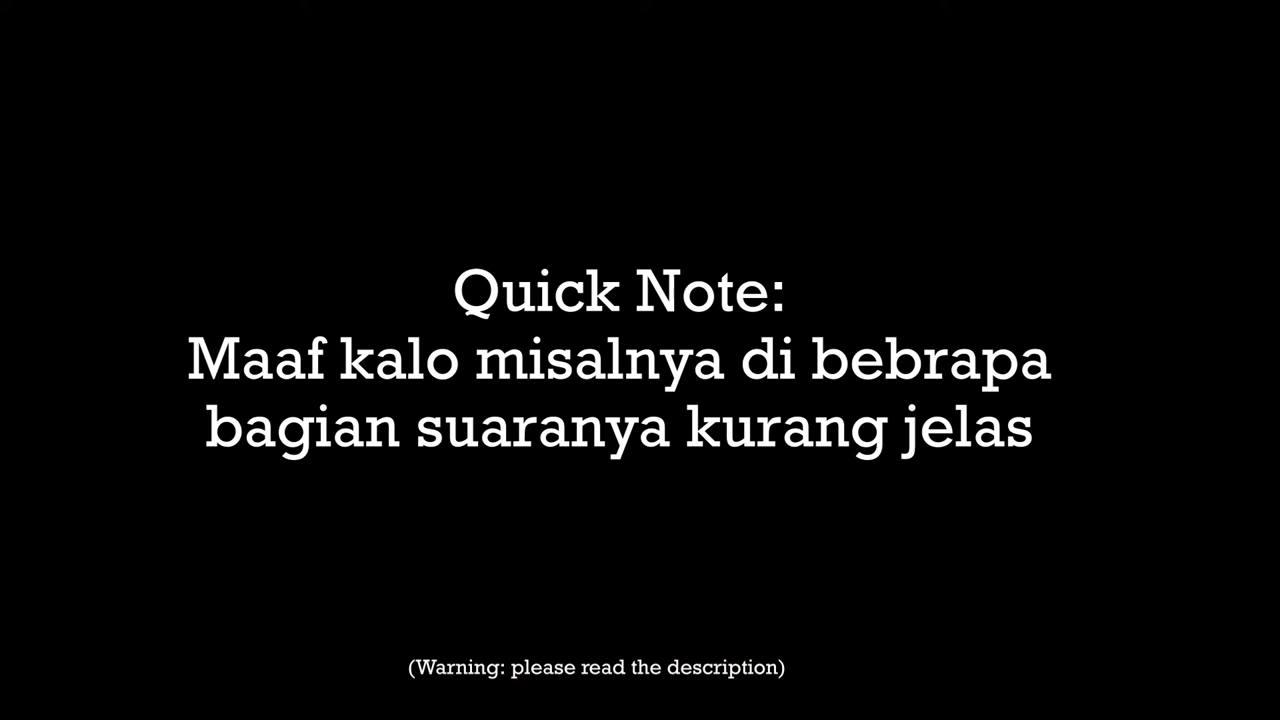 Quick Note:
Maaf kalo misalnya di bebrapa
bagian suaranya kurang jelas
(Warning: please read the description)